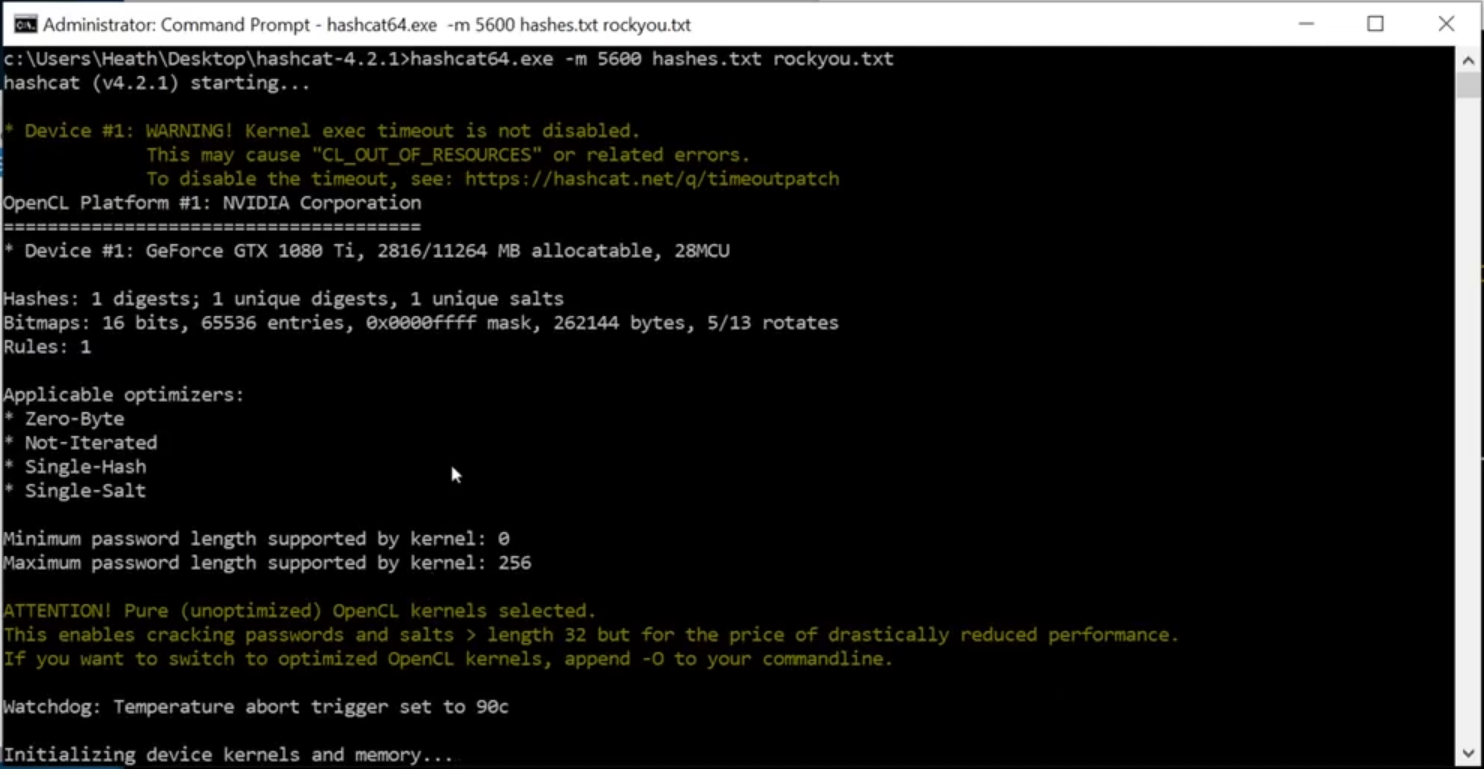 Administrator: Command Prompt - hashcat64.exe -m 5600 hashes.txt rockyou.txt
c:\Users\Heath\Desktop\hashcat-4.2.1>hashcat64.exe -m 5600 hashes.txt rockyou.txt
hashcat (v4.2.1) starting...
* Device #1: WARNING! Kernel exec timeout is not disabled.
This may cause "CL_OUT_OF_RESOURCES" or related errors.
To disable the timeout, see: https://hashcat.net/q/timeoutpatch
OpenCL Platform #1: NVIDIA Corporation
======================================
* Device #1: GeForce GTX 1080 Ti, 2816/11264 MB allocatable, 28MCU
Hashes: 1 digests; 1 unique digests, 1 unique salts
Bitmaps: 16 bits, 65536 entries, 0x0000ffff mask, 262144 bytes, 5/13 rotates
Rules: 1
Applicable optimizers:
* Zero-Byte
* Not-Iterated
* Single-Hash
* Single-Salt
Minimum password length supported by kernel: 0
Maximum password length supported by kernel: 256
ATTENTION! Pure (unoptimized) OpenCL kernels selected.
This enables cracking passwords and salts > length 32 but for the price of drastically reduced performance.
If you want to switch to optimized OpenCL kernels, append -O to your commandline.
Watchdog: Temperature abort trigger set to 90c
Initializing device kernels and memory...